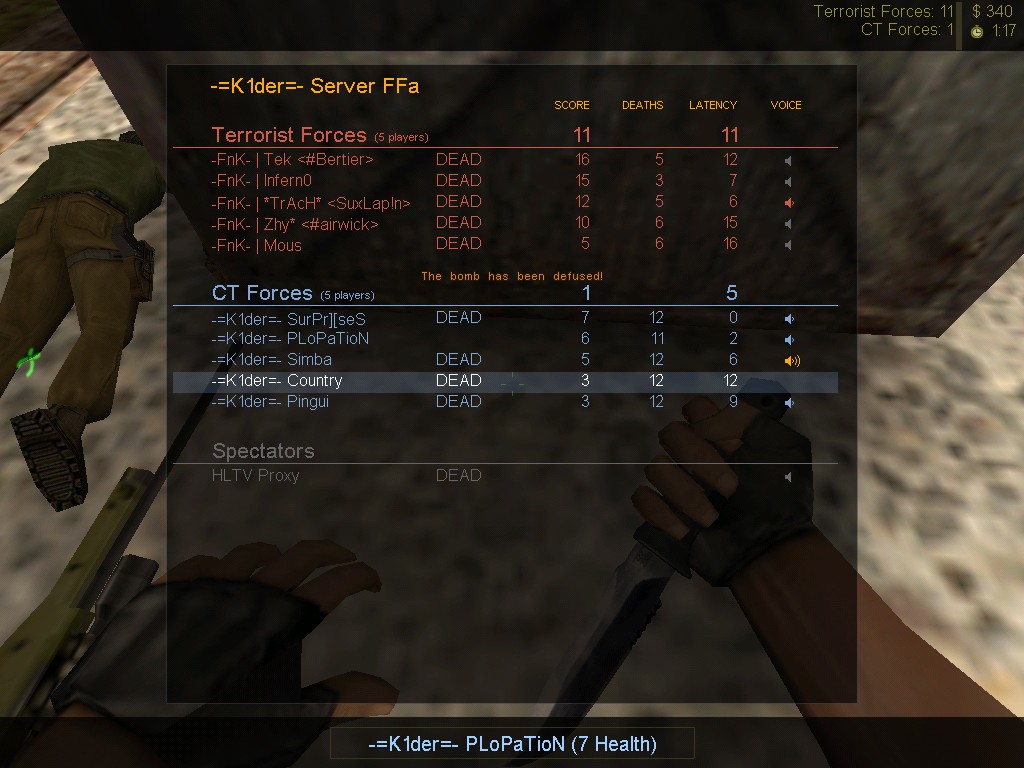 Terrorist Forces: 11 $ 340
CT Forces: 1 1:17
-=K1der=- Server FFa
SCORE DEATHS LATENCY VOICE
Terrorist Forces (5 players) 11 11
-FnK- | Tek <#Bertier> DEAD 16 5 12
-FnK- | Infern0 DEAD 15 3 7
-FnK- | *TrAcH* <SuxLap!n> DEAD 12 5 6
-FnK- | Zhy* <#airwick> DEAD 10 6 15
-FnK- | Mous DEAD 5 6 16
The bomb has been defused!
CT Forces (5 players) 1 5
-=K1der=- SurPr][seS DEAD 7 12 0
-=K1der=- PLoPaTioN 6 11 2
-=K1der=- Simba DEAD 5 12 6
-=K1der=- Country DEAD 3 12 12
-=K1der=- Pingui DEAD 3 12 9
Spectators
HLTV Proxy DEAD
-=K1der=- PLoPaTioN (7 Health)